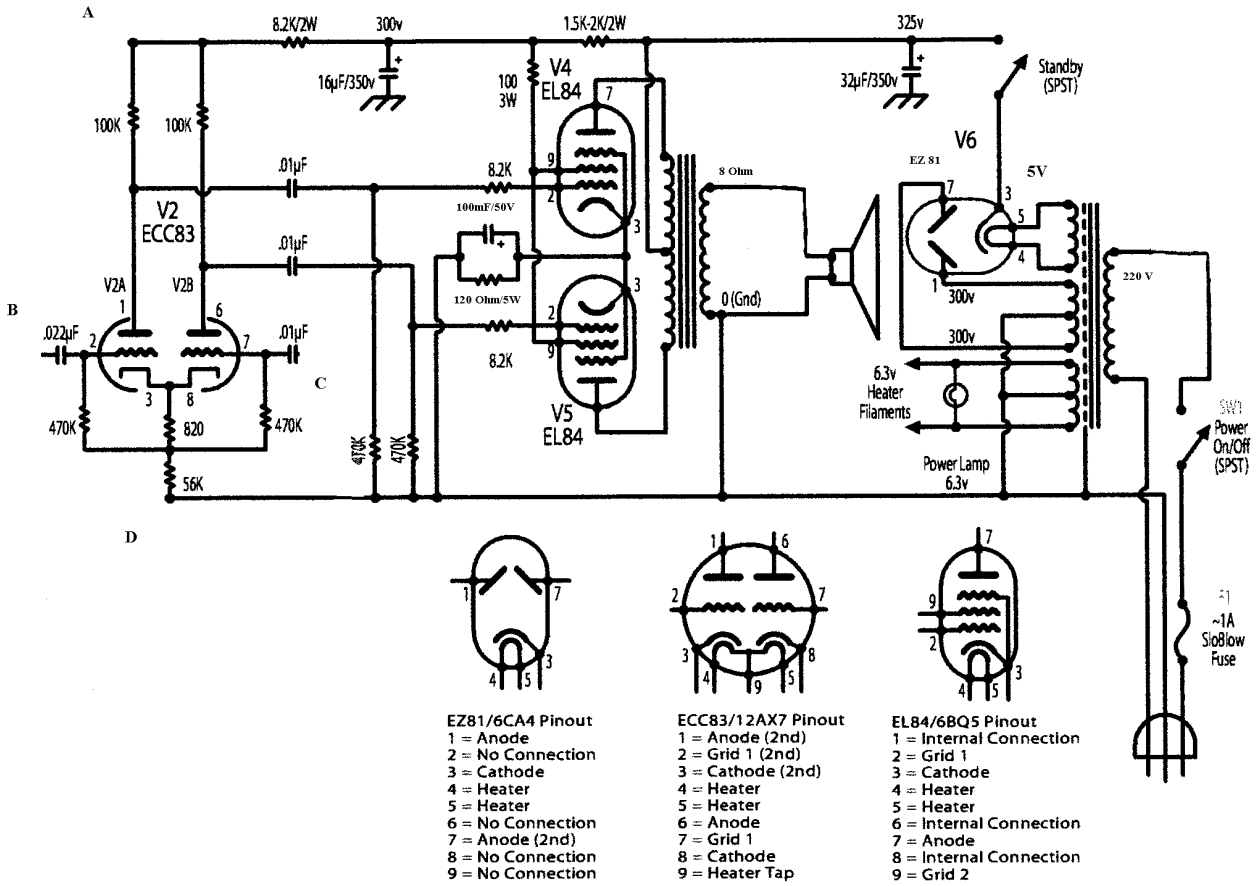 A
8.2K/2W
300v
1.5K-2K/2W
325v
16µF/350v
100
3W
V4
EL84
7
32µF/350v
Standby
(SPST)
100K
100K
V6
EZ 81
5V
.01µF
8.2K
9
2
8 Ohm
7
3
5
4
V2
ECC83
100mF/50V
3
.01µF
120 Ohm/5W
3
1
300v
220 V
V2A
V2B
1
6
B
2
9
0 (Gnd)
300v
.022µF
2
7
.01µF
8.2K
3
8
C
6.3v
Heater
Filaments
470K
820
470K
V5
EL84
7
SW1
Power
On/Off
(SPST)
470K
470K
56K
Power Lamp
6.3v
D
1
7
4
5
3
1
6
2
7
3
4
9
5
8
7
9
2
4
5
3
F1
~1A
SloBlow
Fuse
EZ81/6CA4 Pinout
1 = Anode
2 = No Connection
3 = Cathode
4 = Heater
5 = Heater
6 = No Connection
7 = Anode (2nd)
8 = No Connection
9 = No Connection
ECC83/12AX7 Pinout
1 = Anode (2nd)
2 = Grid 1 (2nd)
3 = Cathode (2nd)
4 = Heater
5 = Heater
6 = Anode
7 = Grid 1
8 = Cathode
9 = Heater Tap
EL84/6BQ5 Pinout
1 = Internal Connection
2 = Grid 1
3 = Cathode
4 = Heater
5 = Heater
6 = Internal Connection
7 = Anode
8 = Internal Connection
9 = Grid 2